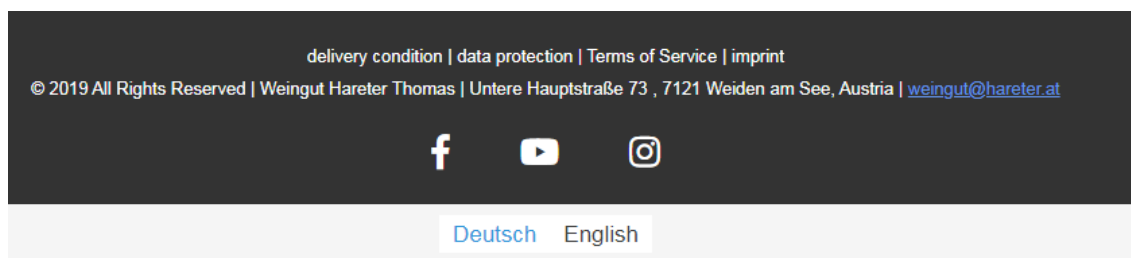 delivery condition | data protection | Terms of Service | imprint
© 2019 All Rights Reserved | Weingut Hareter Thomas | Untere Hauptstraße 73 , 7121 Weiden am See, Austria | weingut@hareter.at
Deutsch English